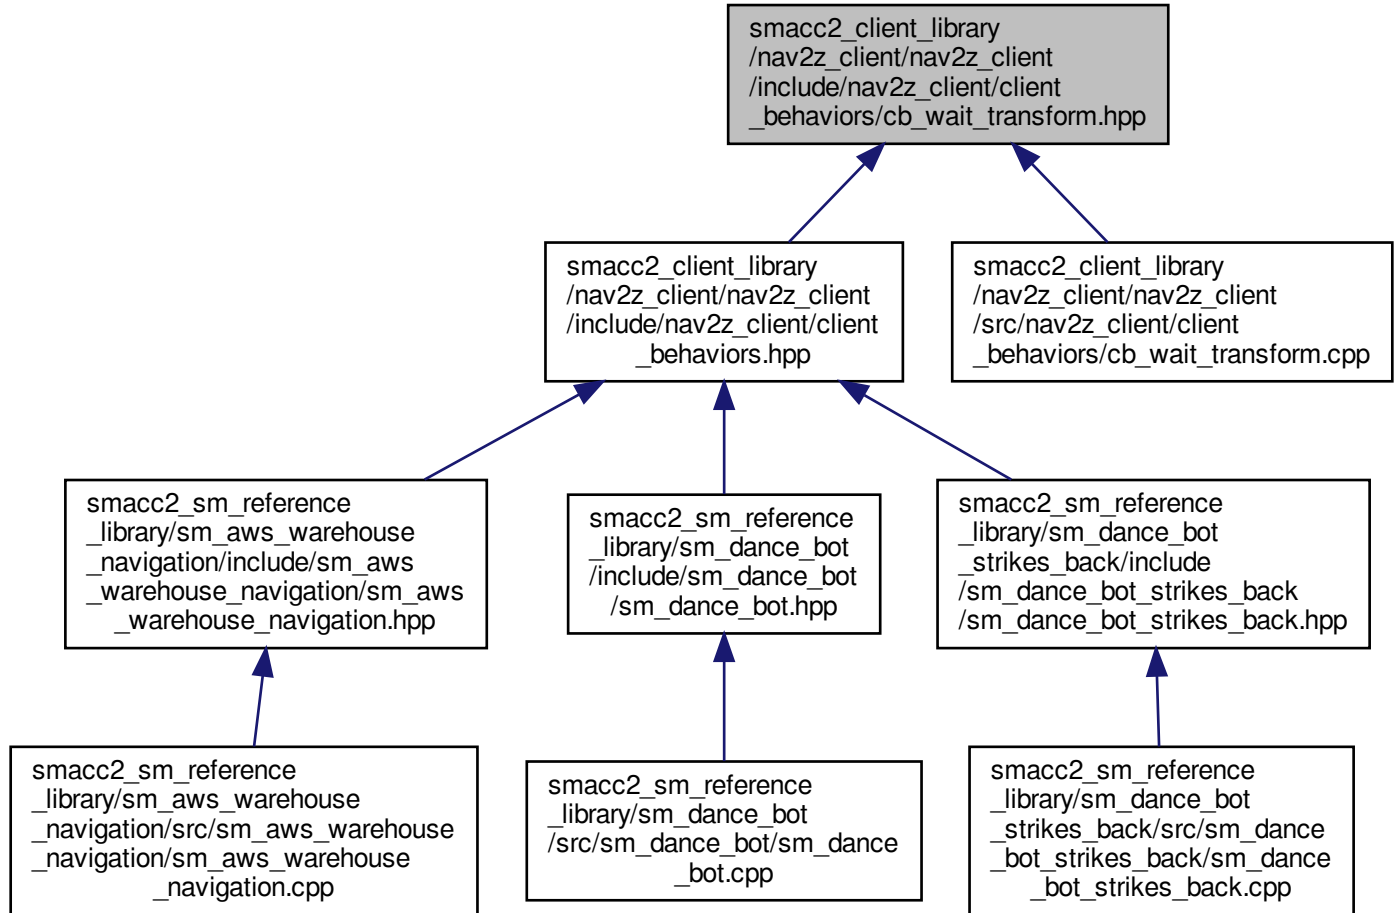 smacc2_client_library
/nav2z_client/nav2z_client
/include/nav2z_client/client
_behaviors/cb_wait_transform.hpp
smacc2_client_library
/nav2z_client/nav2z_client
/include/nav2z_client/client
_behaviors.hpp
smacc2_client_library
/nav2z_client/nav2z_client
/src/nav2z_client/client
_behaviors/cb_wait_transform.cpp
smacc2_sm_reference
_library/sm_aws_warehouse
_navigation/include/sm_aws
_warehouse_navigation/sm_aws
_warehouse_navigation.hpp
smacc2_sm_reference
_library/sm_dance_bot
/include/sm_dance_bot
/sm_dance_bot.hpp
smacc2_sm_reference
_library/sm_dance_bot
_strikes_back/include
/sm_dance_bot_strikes_back
/sm_dance_bot_strikes_back.hpp
smacc2_sm_reference
_library/sm_aws_warehouse
_navigation/src/sm_aws_warehouse
_navigation/sm_aws_warehouse
_navigation.cpp
smacc2_sm_reference
_library/sm_dance_bot
/src/sm_dance_bot/sm_dance
_bot.cpp
smacc2_sm_reference
_library/sm_dance_bot
_strikes_back/src/sm_dance
_bot_strikes_back/sm_dance
_bot_strikes_back.cpp